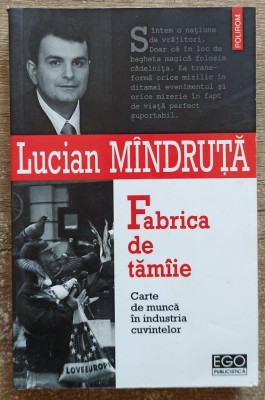 POLIROM
Sîntem o națiune
de vrăjitori.
Doar că în loc de
bagheta magică folosim
cădelnița. Ea trans-
formă orice mizilic în
ditamai evenimentul și
orice mizerie în fapt
de viață perfect
suportabil.
Lucian MÎNDRUȚĂ
Fabrica
de
tămîie
Carte
de muncă
în industria
cuvintelor
LOVE EUROPE
EGO
PUBLICISTICĂ